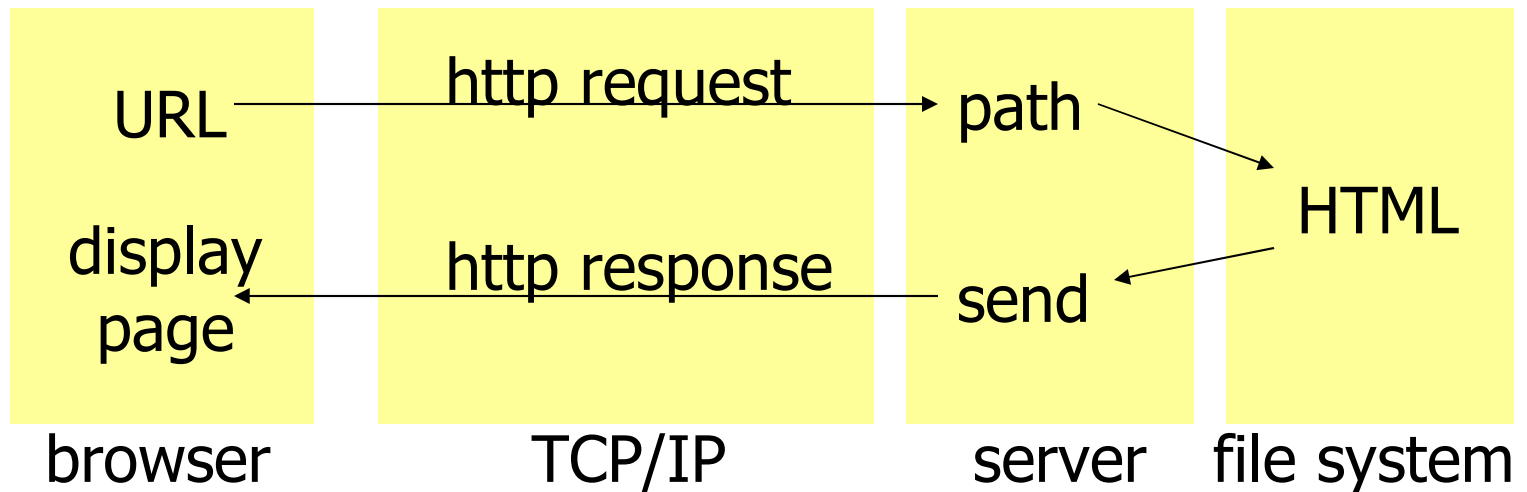 URL
http request
path
HTML
display
page
http response
send
browser
TCP/IP
server
file system